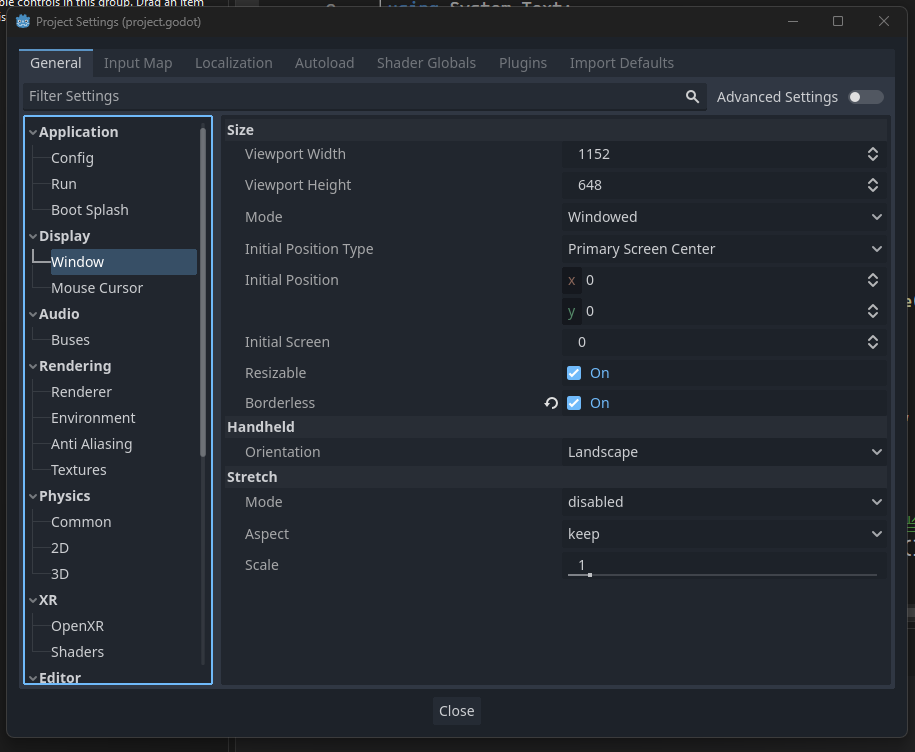 ble controls in this group. Drag an item
using System.Text;
Project Settings (project.godot)
General Input Map Localization Autoload Shader Globals Plugins Import Defaults
Filter Settings
Advanced Settings
Application
Config
Run
Boot Splash
Display
Window
Mouse Cursor
Audio
Buses
Rendering
Renderer
Environment
Anti Aliasing
Textures
Physics
Common
2D
3D
XR
OpenXR
Shaders
Editor
Size
Viewport Width 1152
Viewport Height 648
Mode Windowed
Initial Position Type Primary Screen Center
Initial Position x 0
y 0
Initial Screen 0
Resizable On
Borderless On
Handheld
Orientation Landscape
Stretch
Mode disabled
Aspect keep
Scale 1
Close